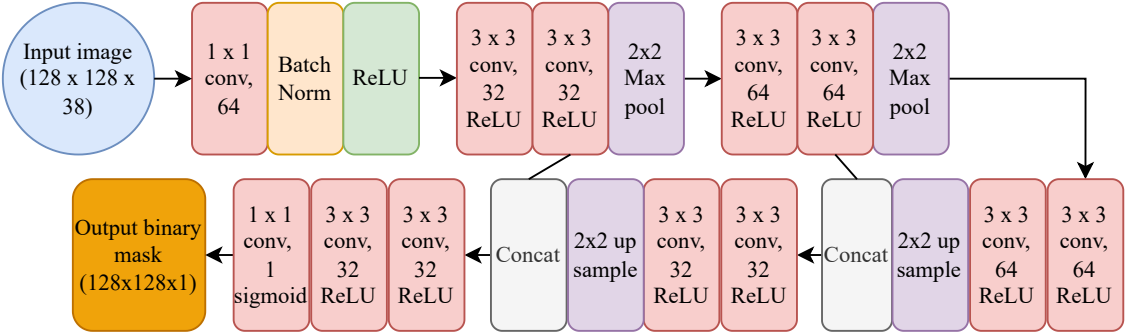 Input image
(128 x 128 x
38)
1 x 1
conv,
64
Batch
Norm
ReLU
3 x 3
conv,
32
ReLU
3 x 3
conv,
32
ReLU
2x2
Max
pool
3 x 3
conv,
64
ReLU
3 x 3
conv,
64
ReLU
2x2
Max
pool
Output binary
mask
(128x128x1)
1 x 1
conv,
1
sigmoid
3 x 3
conv,
32
ReLU
3 x 3
conv,
32
ReLU
Concat
2x2 up
sample
3 x 3
conv,
32
ReLU
3 x 3
conv,
32
ReLU
Concat
2x2 up
sample
3 x 3
conv,
64
ReLU
3 x 3
conv,
64
ReLU